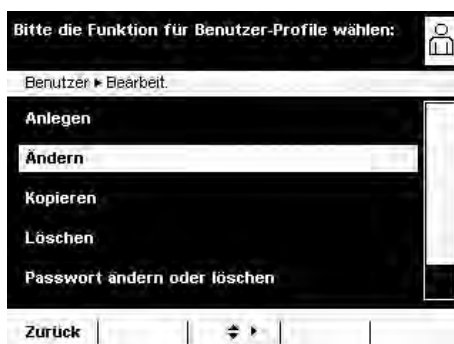 Bitte die Funktion für Benutzer-Profile wählen:
Benutzer ▸ Bearbeit.
Anlegen
Ändern
Kopieren
Löschen
Passwort ändern oder löschen
Zurück